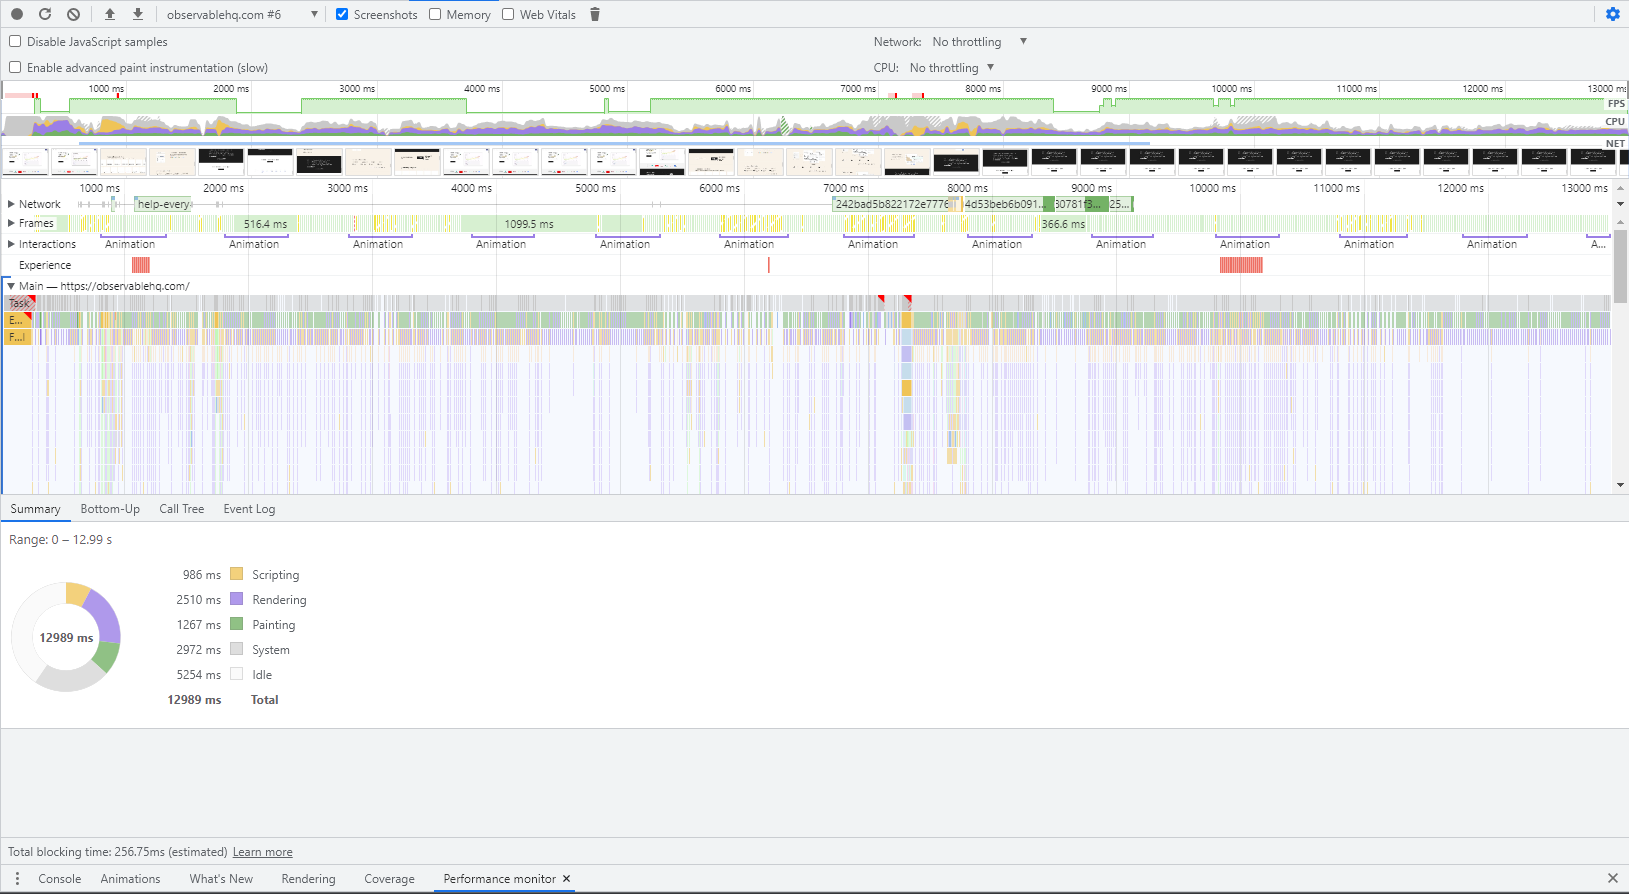 observablehq.com #6 Screenshots Memory Web Vitals
Disable JavaScript samples Network: No throttling
Enable advanced paint instrumentation (slow) CPU: No throttling
1000 ms 2000 ms 3000 ms 4000 ms 5000 ms 6000 ms 7000 ms 8000 ms 9000 ms 10000 ms 11000 ms 12000 ms 13000 ms
FPS
CPU
NET
1000 ms 2000 ms 3000 ms 4000 ms 5000 ms 6000 ms 7000 ms 8000 ms 9000 ms 10000 ms 11000 ms 12000 ms 13000 ms
Network help-every 242bad5b822172e7776 4d53beb6b091... 30781f3... 25...
Frames 516.4 ms 1099.5 ms 366.6 ms
Interactions Animation Animation Animation Animation Animation Animation Animation Animation Animation Animation Animation Animation A...
Experience
Main — https://observablehq.com/
Task
E...
F...l
Summary Bottom-Up Call Tree Event Log
Range: 0 – 12.99 s
986 ms Scripting
2510 ms Rendering
1267 ms Painting
12989 ms
2972 ms System
5254 ms Idle
12989 ms Total
Total blocking time: 256.75ms (estimated) Learn more
Console Animations What's New Rendering Coverage Performance monitor